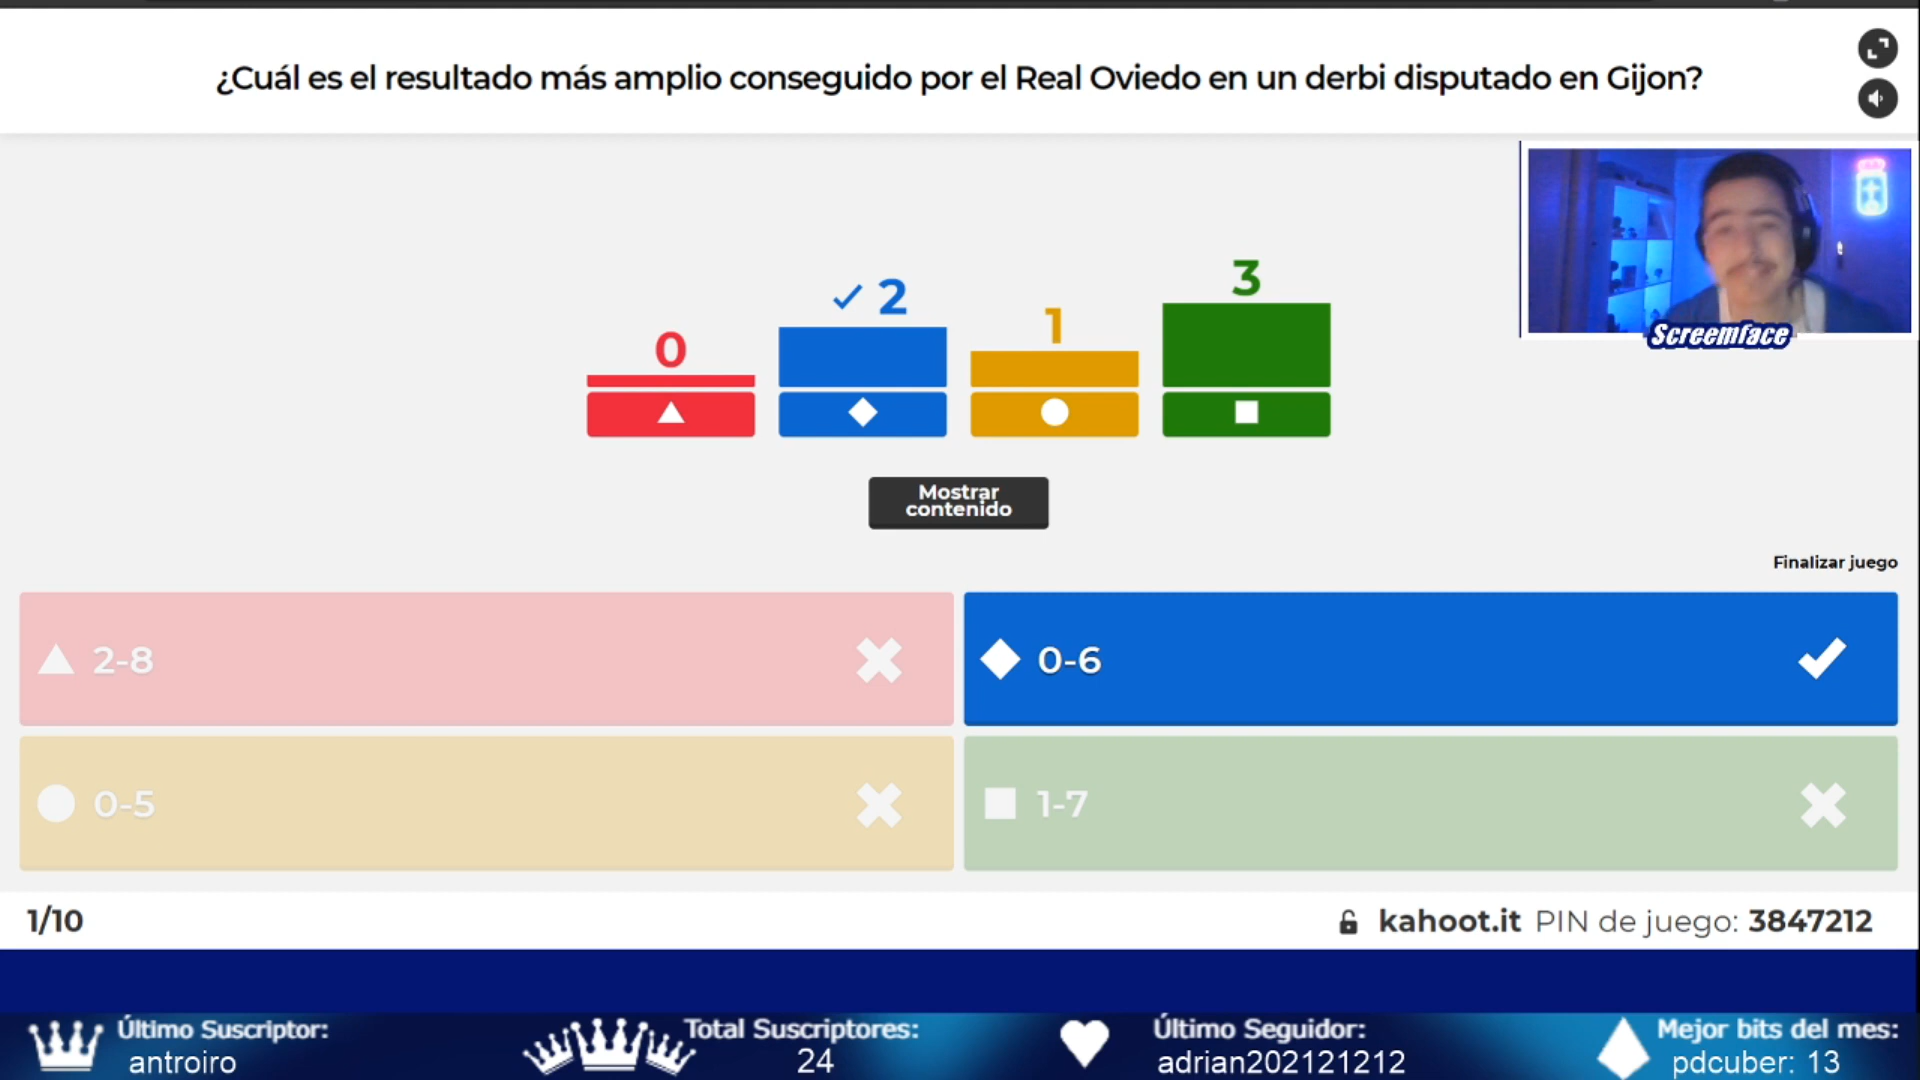 ¿Cuál es el resultado más amplio conseguido por el Real Oviedo en un derbi disputado en Gijon?
Screemface
0
2
1
3
Mostrar
contenido
Finalizar juego
2-8
0-6
0-5
1-7
1/10
kahoot.it PIN de juego: 3847212
Último Suscriptor:
antroiro
Total Suscriptores:
24
Último Seguidor:
adrian202121212
Mejor bits del mes:
pdcuber: 13